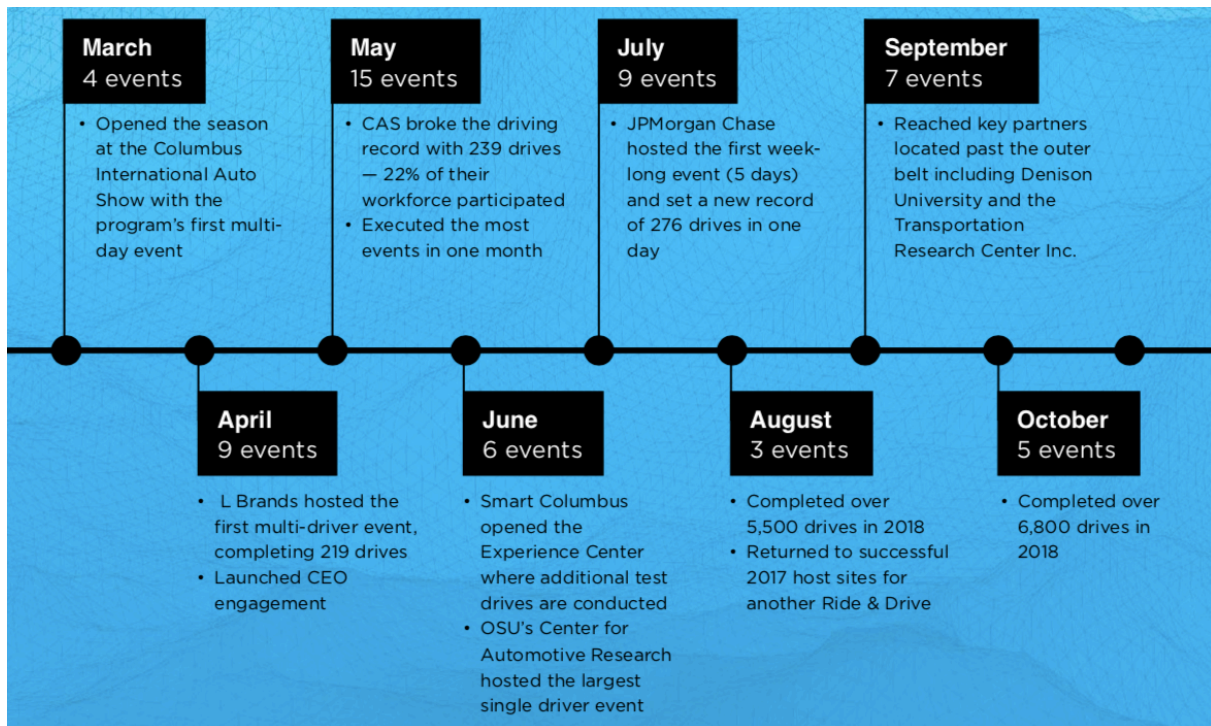 March
4 events
• Opened the season
at the Columbus
International Auto
Show with the
program's first multi-
day event
April
9 events
• L Brands hosted the
first multi-driver event,
completing 219 drives
• Launched CEO
engagement
May
15 events
• CAS broke the driving
record with 239 drives
— 22% of their
workforce participated
• Executed the most
events in one month
June
6 events
• Smart Columbus
opened the
Experience Center
where additional test
drives are conducted
• OSU's Center for
Automotive Research
hosted the largest
single driver event
July
9 events
• JPMorgan Chase
hosted the first week-
long event (5 days)
and set a new record
of 276 drives in one
day
August
3 events
• Completed over
5,500 drives in 2018
• Returned to successful
2017 host sites for
another Ride & Drive
September
7 events
• Reached key partners
located past the outer
belt including Denison
University and the
Transportation
Research Center Inc.
October
5 events
• Completed over
6,800 drives in
2018